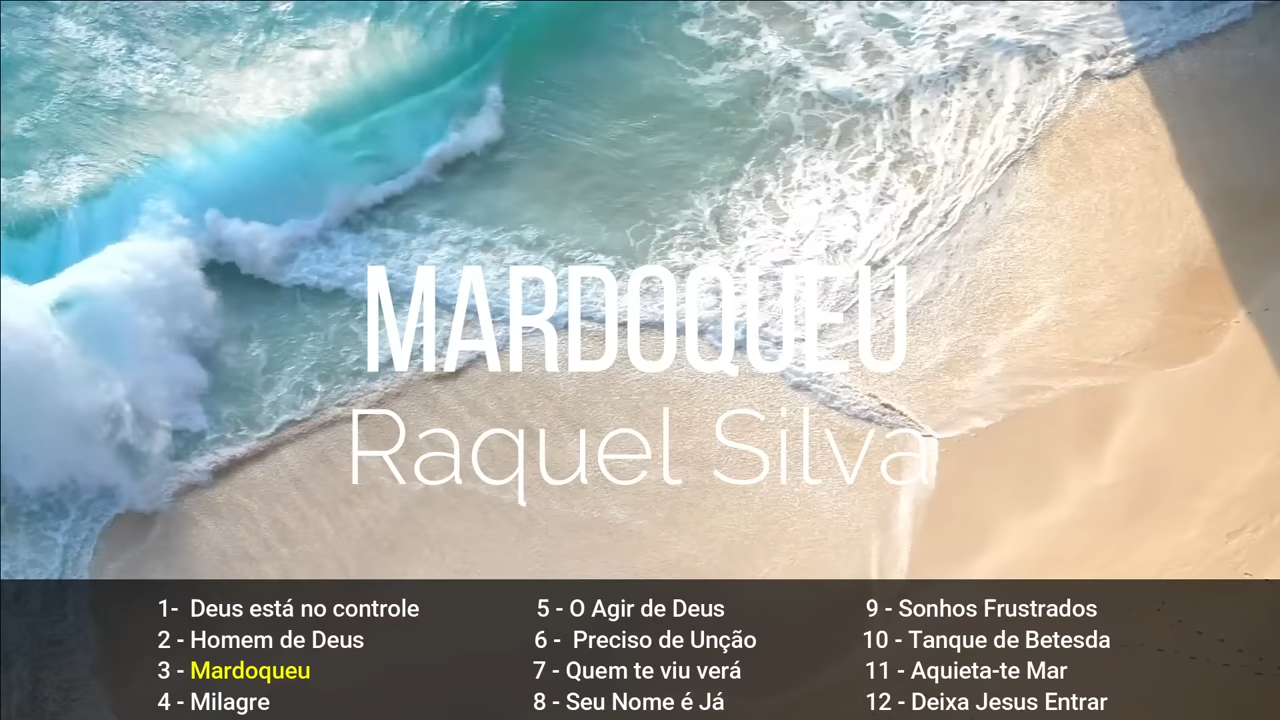 MARDOQUEU
Raquel Silva
1- Deus está no controle
2 - Homem de Deus
3 - Mardoqueu
4 - Milagre
5 - O Agir de Deus
6 - Preciso de Unção
7 - Quem te viu verá
8 - Seu Nome é Já
9 - Sonhos Frustrados
10 - Tanque de Betesda
11 - Aquieta-te Mar
12 - Deixa Jesus Entrar